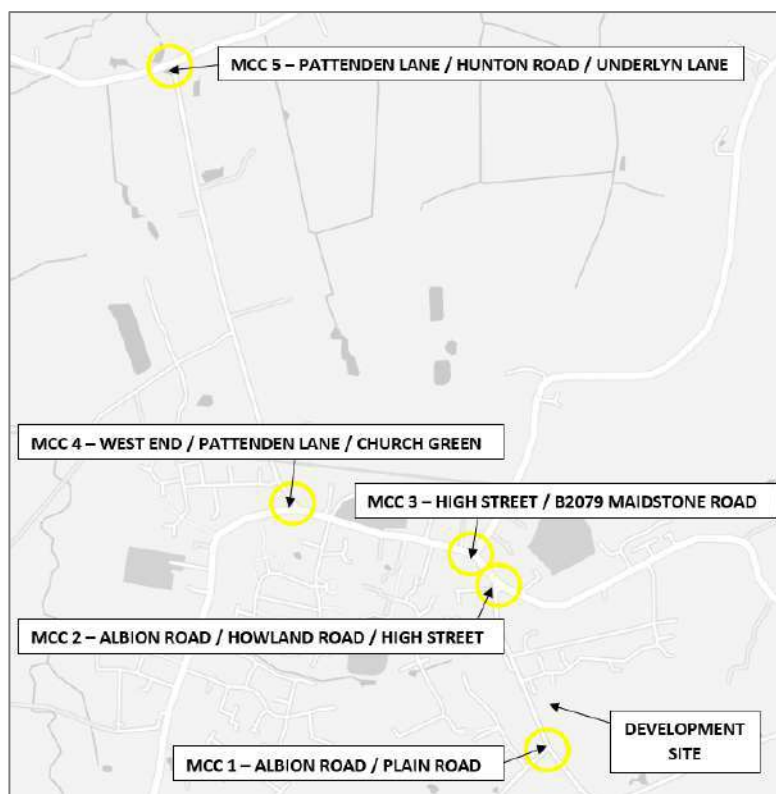 MCC 5 – PATTENDEN LANE / HUNTON ROAD / UNDERLYN LANE
MCC 4 – WEST END / PATTENDEN LANE / CHURCH GREEN
MCC 3 – HIGH STREET / B2079 MAIDSTONE ROAD
MCC 2 – ALBION ROAD / HOWLAND ROAD / HIGH STREET
DEVELOPMENT
SITE
MCC 1 – ALBION ROAD / PLAIN ROAD